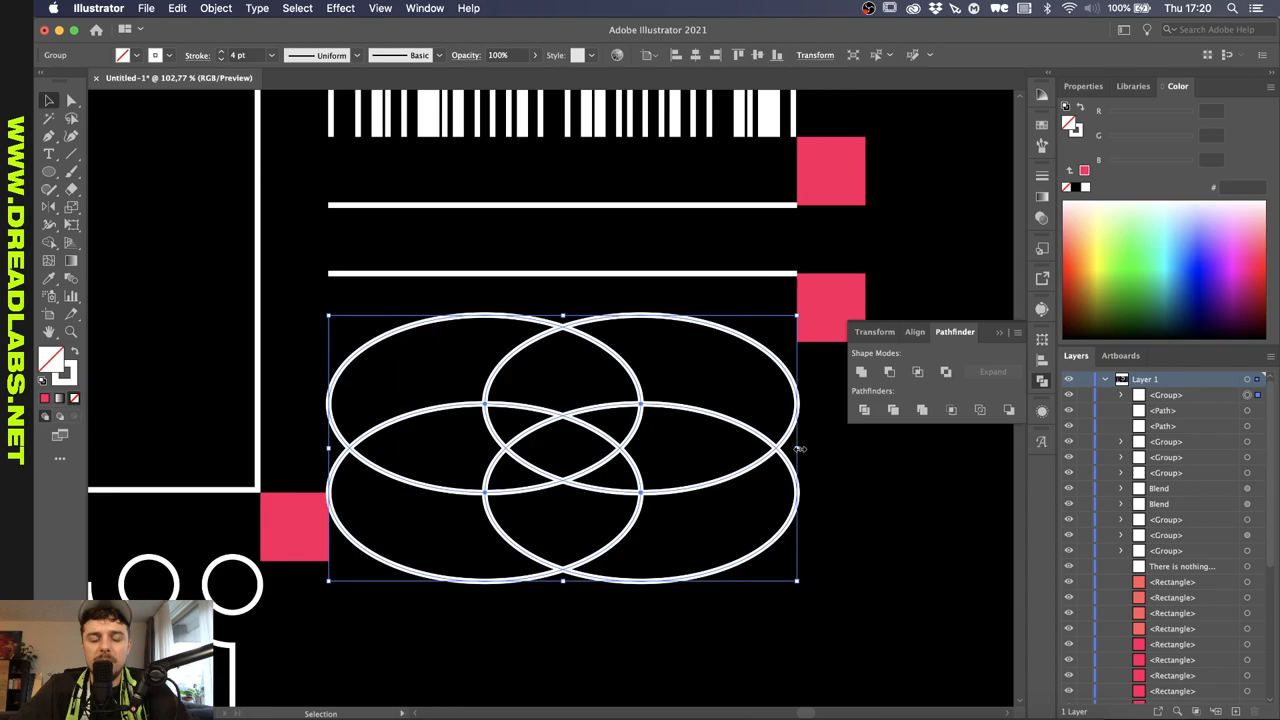 Illustrator File Edit Object Type Select Effect View Window Help 100% Thu 17:20
Adobe Illustrator 2021
Search Adobe Help
Group Stroke: 4 pt Uniform Basic Opacity: 100% Style: Transform
Untitled-1* @ 102,77 % (RGB/Preview)
Properties Libraries Color
R
G
B
#
WWW.DREADLABS.NET
Transform Align Pathfinder
Shape Modes:
Expand
Pathfinders:
Layers Artboards
Layer 1
<Group>
<Path>
<Path>
<Group>
<Group>
<Group>
Blend
Blend
<Group>
<Group>
<Group>
There is nothing...
<Rectangle>
<Rectangle>
<Rectangle>
<Rectangle>
<Rectangle>
<Rectangle>
<Rectangle>
<Rectangle>
1 Layer
Selection